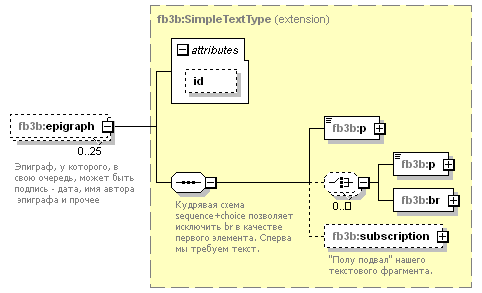 fb3b:SimpleTextType (extension)
attributes
id
fb3b:epigraph
0..25
Эпиграф, у которого, в
свою очередь, может быть
подпись - дата, имя автора
эпиграфа и прочее
fb3b:p
fb3b:p
0..
fb3b:br
Кудрявая схема
sequence+choice позволяет
исключить br в качестве
первого элемента. Сперва
мы требуем текст.
fb3b:subscription
"Полу подвал" нашего
текстового фрагмента.